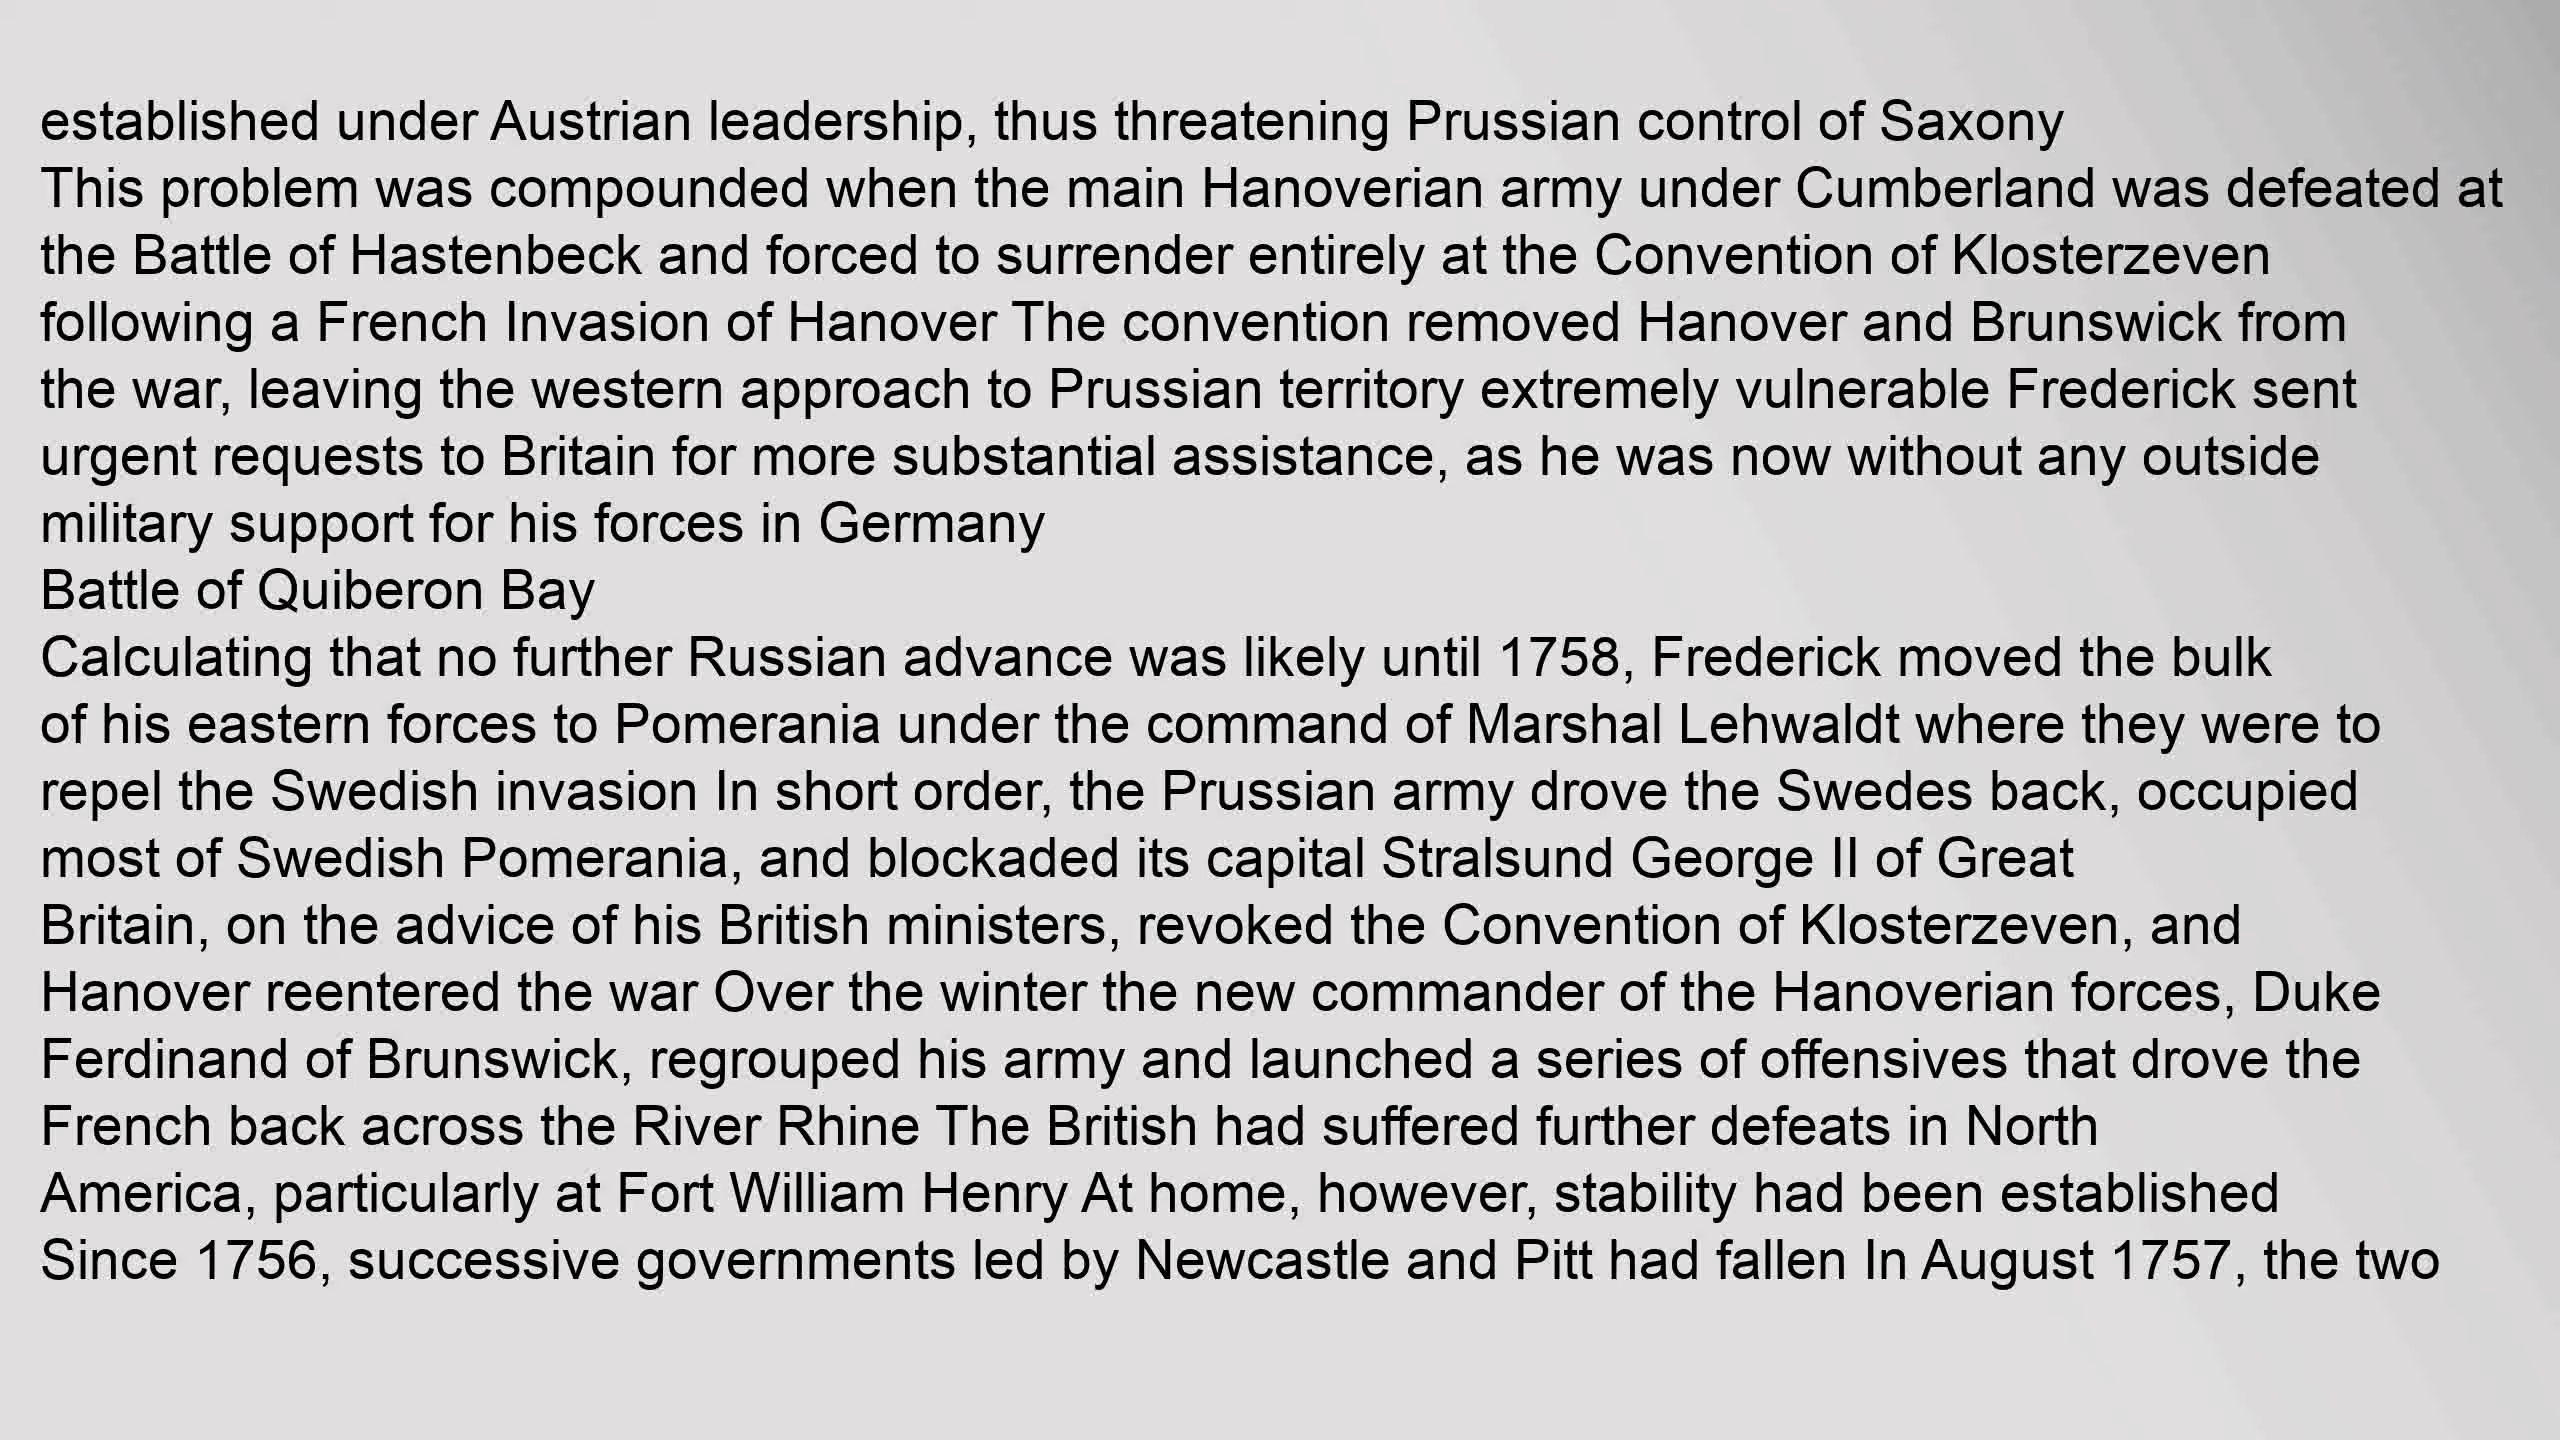 established under Austrian leadership, thus threatening Prussian control of Saxony
This problem was compounded when the main Hanoverian army under Cumberland was defeated at
the Battle of Hastenbeck and forced to surrender entirely at the Convention of Klosterzeven
following a French Invasion of Hanover The convention removed Hanover and Brunswick from
the war, leaving the western approach to Prussian territory extremely vulnerable Frederick sent
urgent requests to Britain for more substantial assistance, as he was now without any outside
military support for his forces in Germany
Battle of Quiberon Bay
Calculating that no further Russian advance was likely until 1758, Frederick moved the bulk
of his eastern forces to Pomerania under the command of Marshal Lehwaldt where they were to
repel the Swedish invasion In short order, the Prussian army drove the Swedes back, occupied
most of Swedish Pomerania, and blockaded its capital Stralsund George II of Great
Britain, on the advice of his British ministers, revoked the Convention of Klosterzeven, and
Hanover reentered the war Over the winter the new commander of the Hanoverian forces, Duke
Ferdinand of Brunswick, regrouped his army and launched a series of offensives that drove the
French back across the River Rhine The British had suffered further defeats in North
America, particularly at Fort William Henry At home, however, stability had been established
Since 1756, successive governments led by Newcastle and Pitt had fallen In August 1757, the two